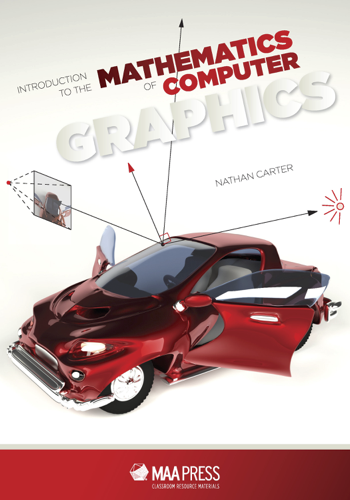 INTRODUCTION
TO THE
MATHEMATICS
OF COMPUTER
GRAPHICS
NATHAN CARTER
MAA PRESS
CLASSROOM RESOURCE MATERIALS